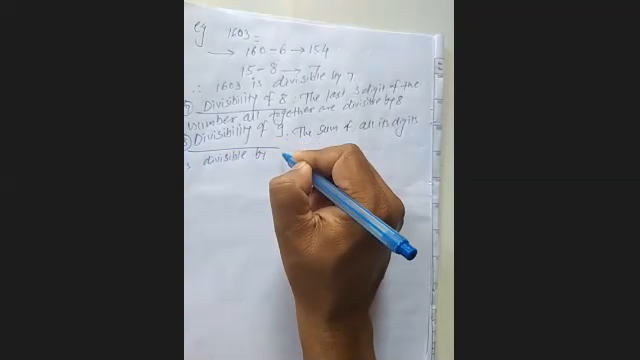 eg 1603 =
→ 160-6 → 154
15-8 → 7
∴ 1603 is divisible by 7
Divisibility of 8: The last 3 digit of the
number all together are divisible by 8
Divisibility of 9. The sum of all its digits
is divisible by